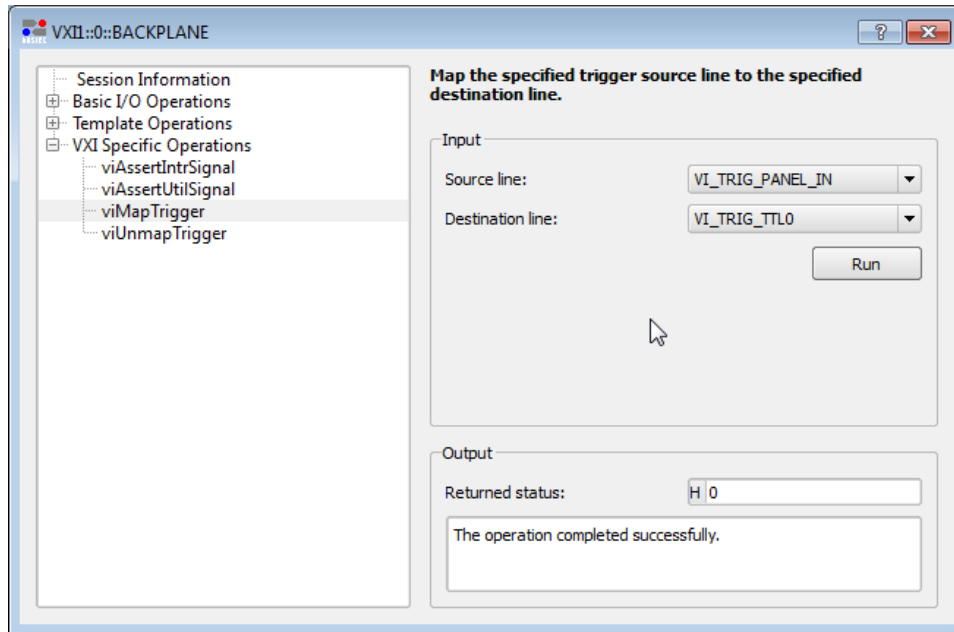 VXI1::0::BACKPLANE
?
Session Information
Basic I/O Operations
Template Operations
VXI Specific Operations
viAssertIntrSignal
viAssertUtilSignal
viMapTrigger
viUnmapTrigger
Map the specified trigger source line to the specified
destination line.
Input
Source line:
VI_TRIG_PANEL_IN
Destination line:
VI_TRIG_TTL0
Run
Output
Returned status:
H 0
The operation completed successfully.